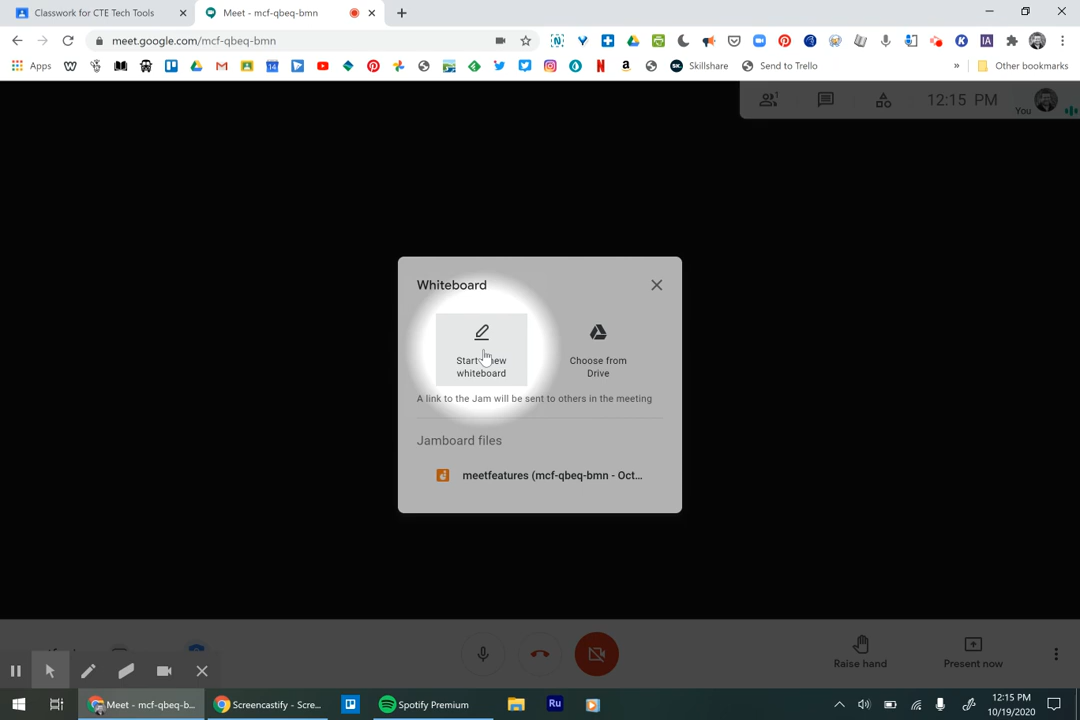 Classwork for CTE Tech Tools
Meet - mcf-qbeq-bmn
meet.google.com/mcf-qbeq-bmn
Apps
Skillshare
Send to Trello
»
Other bookmarks
1
12:15 PM
You
Whiteboard
whiteboard
Choose from
Drive
A link to the Jam will be sent to others in the meeting
Jamboard files
meetfeatures (mcf-qbeq-bmn - Oct...
Raise hand
Present now
Meet - mcf-qbeq-b...
Screencastify - Scre...
Spotify Premium
Ru
12:15 PM
10/19/2020